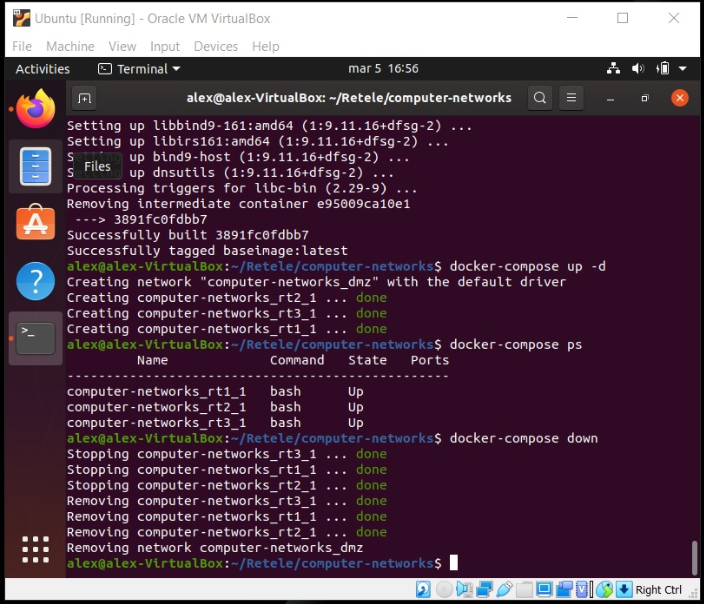 Ubuntu [Running] - Oracle VM VirtualBox
File Machine View Input Devices Help
Activities Terminal mar 5 16:56
alex@alex-VirtualBox: ~/Retele/computer-networks
Setting up libbind9-161:amd64 (1:9.11.16+dfsg-2) ...
Setting up libirs161:amd64 (1:9.11.16+dfsg-2) ...
up bind9-host (1:9.11.16+dfsg-2) ...
Files
up dnsutils (1:9.11.16+dfsg-2) ...
Processing triggers for libc-bin (2.29-9) ...
Removing intermediate container e95009ca10e1
---> 3891fc0fdbb7
Successfully built 3891fc0fdbb7
Successfully tagged baseimage:latest
alex@alex-VirtualBox:~/Retele/computer-networks$ docker-compose up -d
Creating network "computer-networks_dmz" with the default driver
Creating computer-networks_rt2_1 ... done
Creating computer-networks_rt3_1 ... done
Creating computer-networks_rt1_1 ... done
alex@alex-VirtualBox:~/Retele/computer-networks$ docker-compose ps
Name Command State Ports
------------------------------------------------
computer-networks_rt1_1 bash Up
computer-networks_rt2_1 bash Up
computer-networks_rt3_1 bash Up
alex@alex-VirtualBox:~/Retele/computer-networks$ docker-compose down
Stopping computer-networks_rt3_1 ... done
Stopping computer-networks_rt1_1 ... done
Stopping computer-networks_rt2_1 ... done
Removing computer-networks_rt3_1 ... done
Removing computer-networks_rt1_1 ... done
Removing computer-networks_rt2_1 ... done
Removing network computer-networks_dmz
alex@alex-VirtualBox:~/Retele/computer-networks$
Right Ctrl